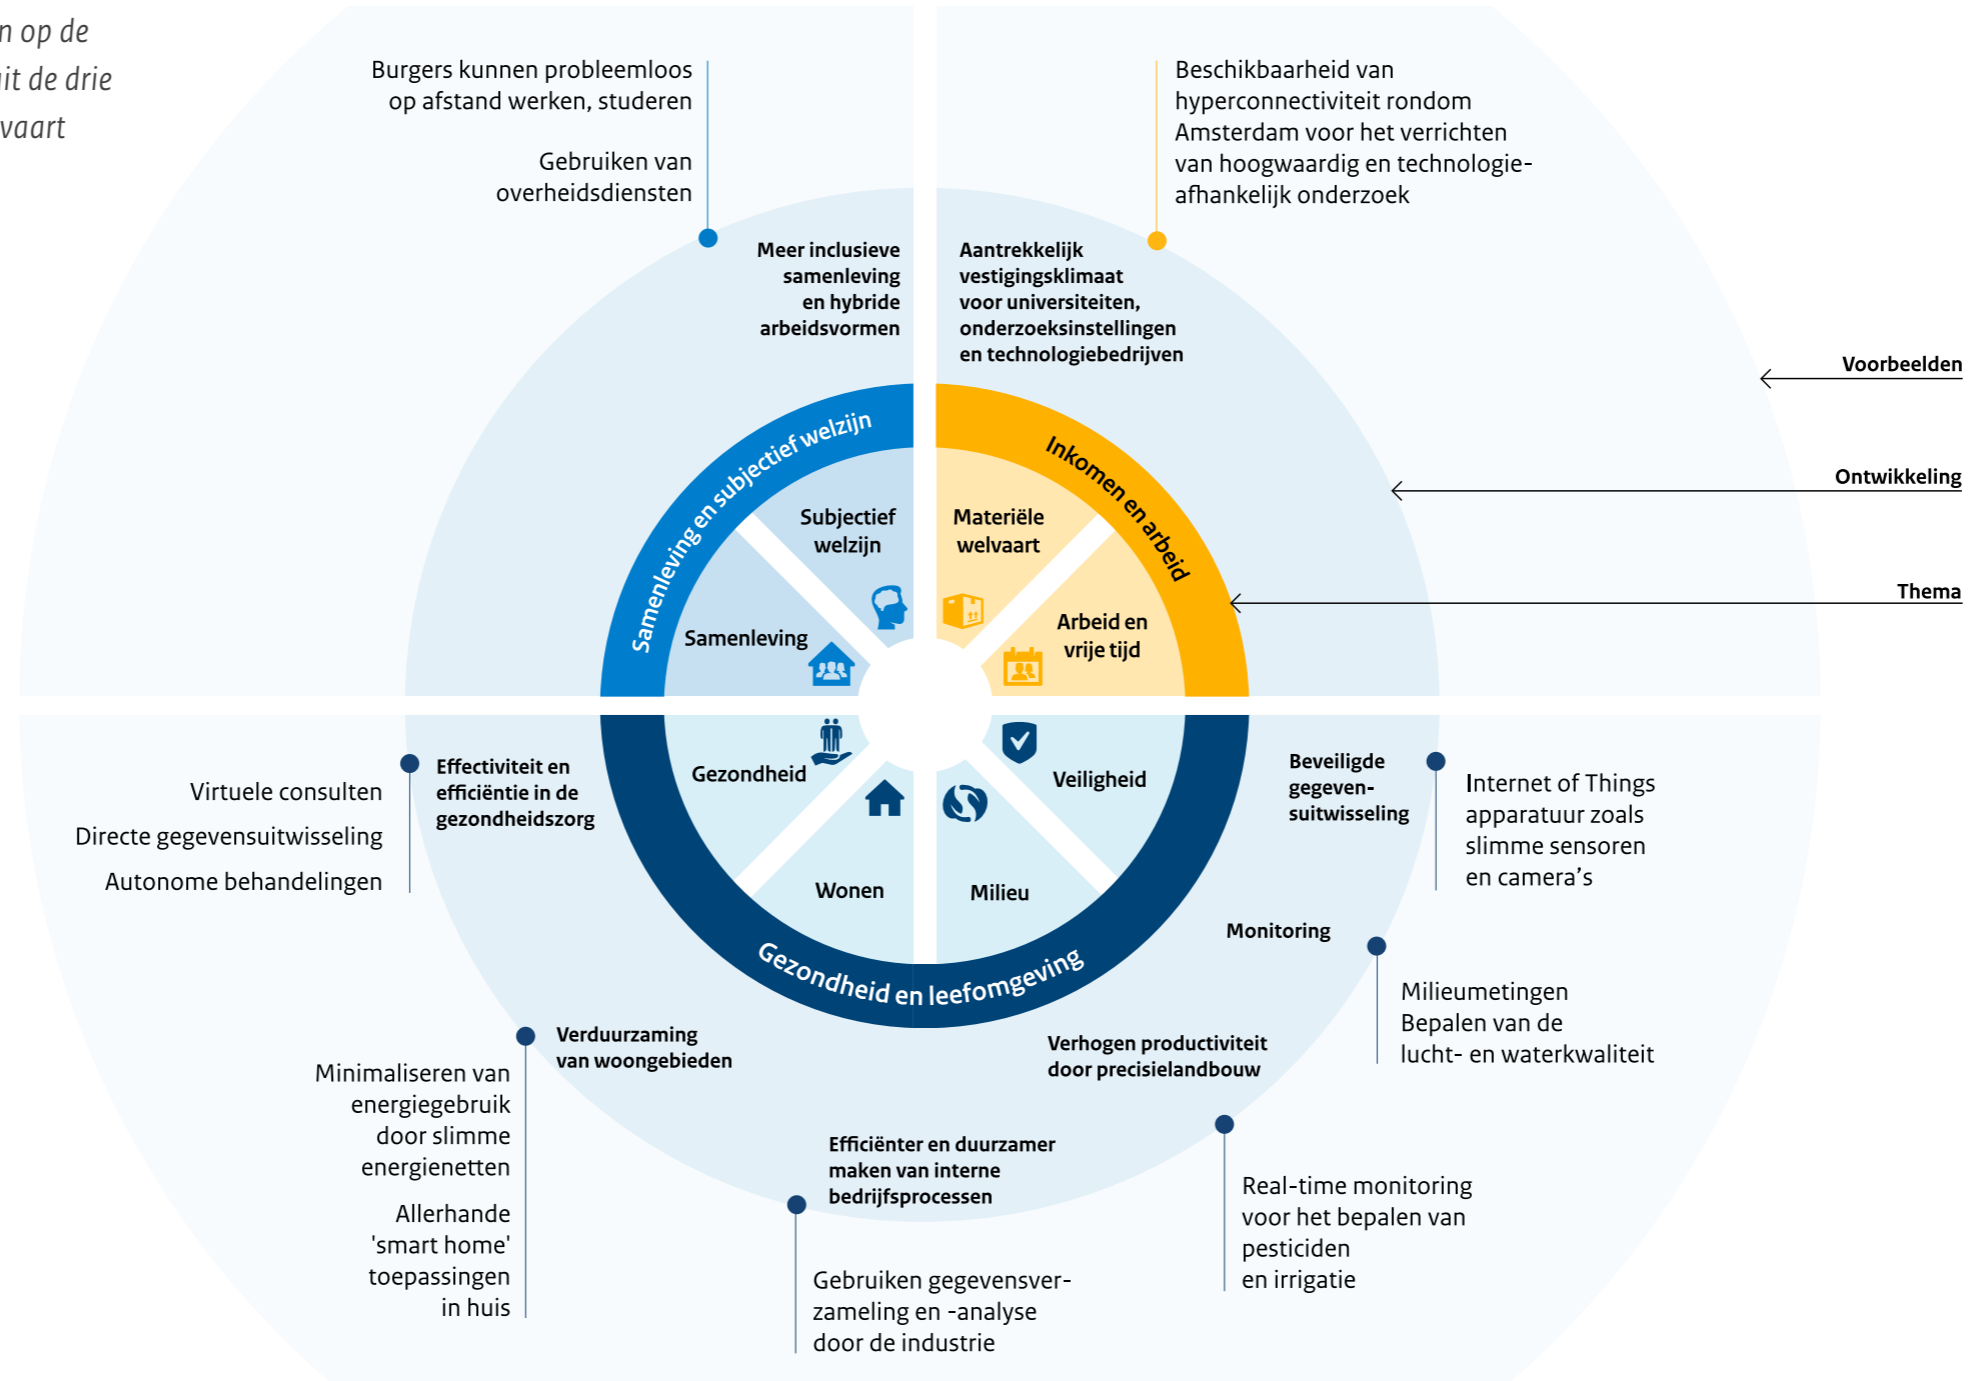 n op de
uit de drie
vaart
Burgers kunnen probleemloos
op afstand werken, studeren
Gebruiken van
overheidsdiensten
Beschikbaarheid van
hyperconnectiviteit rondom
Amsterdam voor het verrichten
van hoogwaardig en technologie-
afhankelijk onderzoek
Meer inclusieve
samenleving
en hybride
arbeidsvormen
Aantrekkelijk
vestigingsklimaat
voor universiteiten,
onderzoeksinstellingen
en technologiebedrijven
Voorbeelden
Ontwikkeling
Thema
Samenleving en subjectief welzijn
Inkomen en arbeid
Subjectief
welzijn
Materiële
welvaart
Samenleving
Arbeid en
vrije tijd
Gezondheid
Veiligheid
Wonen
Milieu
Gezondheid en leefomgeving
Effectiviteit en
efficiëntie in de
gezondheidszorg
Virtuele consulten
Directe gegevensuitwisseling
Autonome behandelingen
Beveiligde
gegeven-
suitwisseling
Internet of Things
apparatuur zoals
slimme sensoren
en camera's
Monitoring
Milieumetingen
Bepalen van de
lucht- en waterkwaliteit
Verduurzaming
van woongebieden
Minimaliseren van
energiegebruik
door slimme
energienetten
Allerhande
'smart home'
toepassingen
in huis
Verhogen productiviteit
door precisielandbouw
Real-time monitoring
voor het bepalen van
pesticiden
en irrigatie
Efficiënter en duurzamer
maken van interne
bedrijfsprocessen
Gebruiken gegevensver-
zameling en -analyse
door de industrie